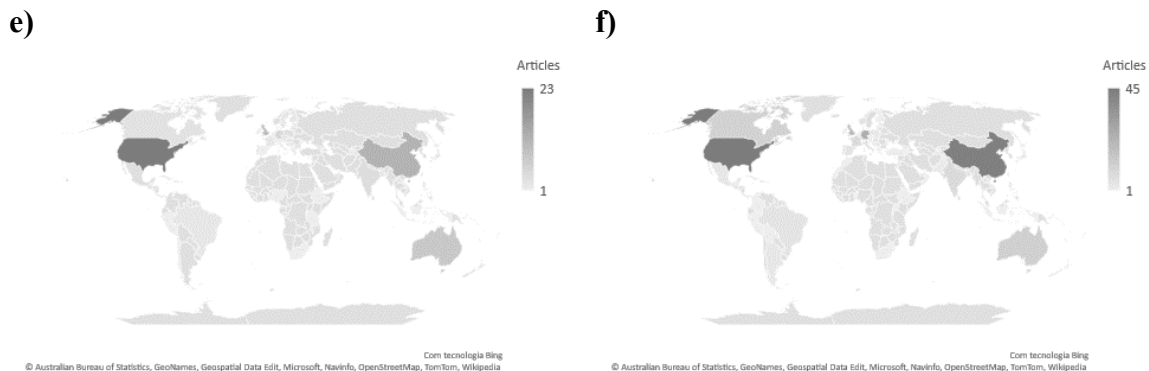 e)
f)
Articles
23
1
Com tecnologia Bing
© Australian Bureau of Statistics, GeoNames, Geospatial Data Edit, Microsoft, Navinfo, OpenStreetMap, TomTom, Wikipedia
Articles
45
1
Com tecnologia Bing
© Australian Bureau of Statistics, GeoNames, Geospatial Data Edit, Microsoft, Navinfo, OpenStreetMap, TomTom, Wikipedia